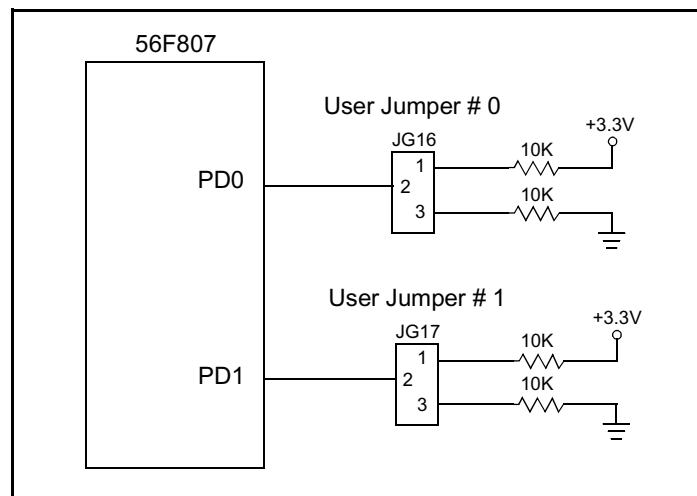 56F807
User Jumper # 0
JG16
+3.3V
1
10K
PD0
2
10K
3
User Jumper # 1
JG17
+3.3V
1
10K
PD1
2
10K
3